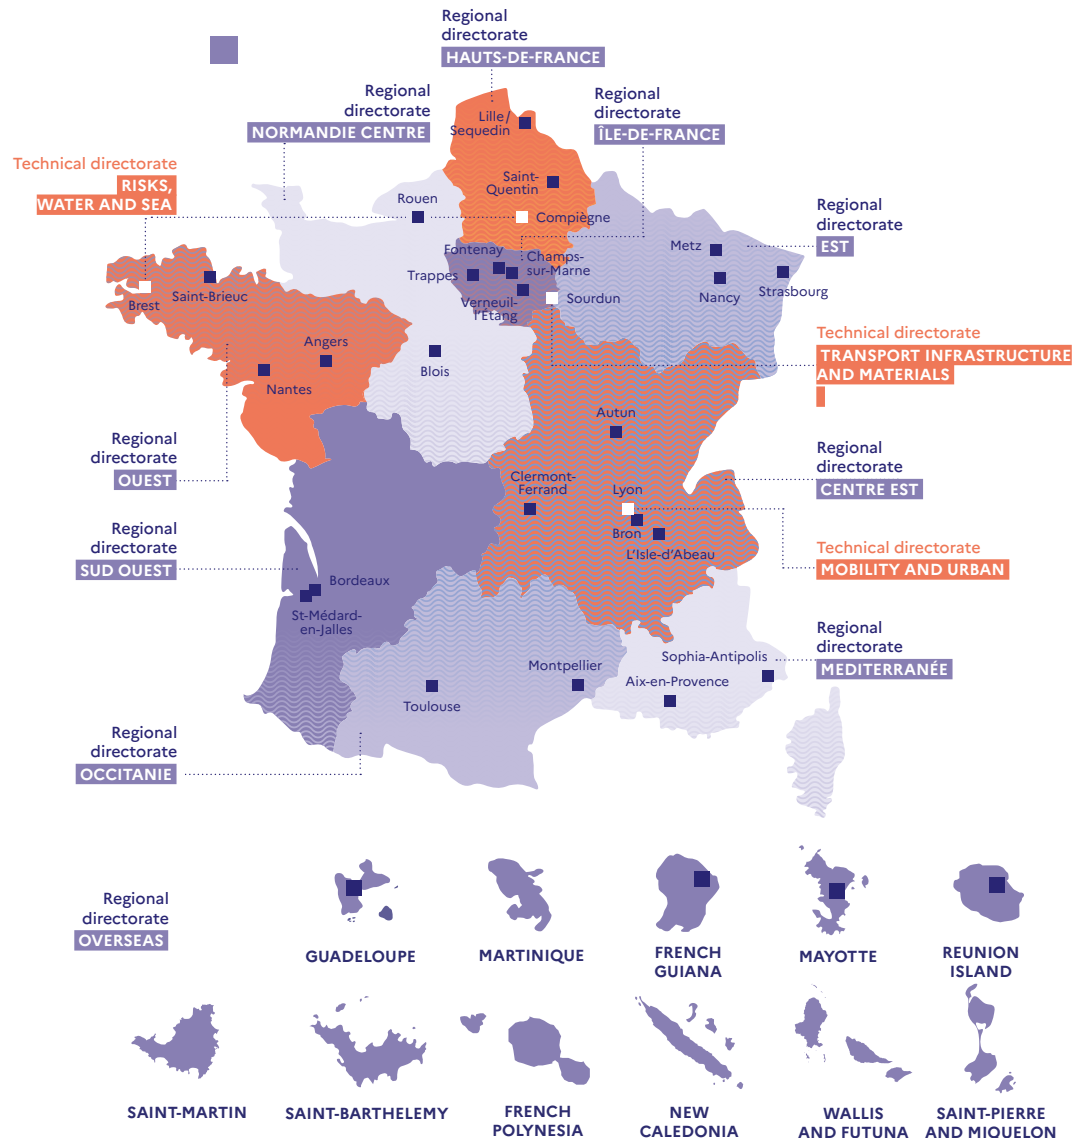 Regional
directorate
HAUTS-DE-FRANCE
Regional
directorate
NORMANDIE CENTRE
Regional
directorate
ÎLE-DE-FRANCE
Technical directorate
RISKS,
WATER AND SEA
Regional
directorate
EST
Technical directorate
TRANSPORT INFRASTRUCTURE
AND MATERIALS
Regional
directorate
OUEST
Regional
directorate
CENTRE EST
Regional
directorate
SUD OUEST
Technical directorate
MOBILITY AND URBAN
Regional
directorate
MEDITERRANÉE
Regional
directorate
OCCITANIE
Lille/
Sequedin
Saint-
Quentin
Compiègne
Rouen
Fontenay
Trappes
Champs-
sur-Marne
Verneuil-
l'Étang
Sourdun
Metz
Nancy
Strasbourg
Brest
Saint-Brieuc
Angers
Nantes
Blois
Autun
Clermont-
Ferrand
Lyon
Bron
L'Isle-d'Abeau
Bordeaux
St-Médard-
en-Jalles
Montpellier
Toulouse
Sophia-Antipolis
Aix-en-Provence
Regional
directorate
OVERSEAS
GUADELOUPE
MARTINIQUE
FRENCH
GUIANA
MAYOTTE
REUNION
ISLAND
SAINT-MARTIN
SAINT-BARTHELEMY
FRENCH
POLYNESIA
NEW
CALEDONIA
WALLIS
AND FUTUNA
SAINT-PIERRE
AND MIQUELON